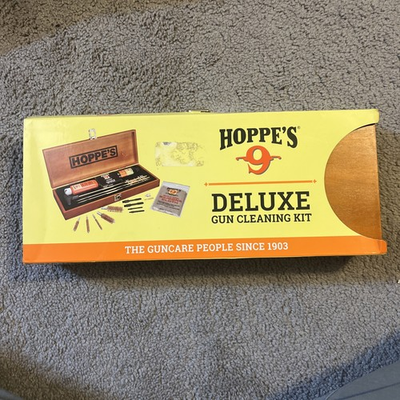 HOPPE'S
HOPPE'S
9
DELUXE
GUN CLEANING KIT
THE GUNCARE PEOPLE SINCE 1903